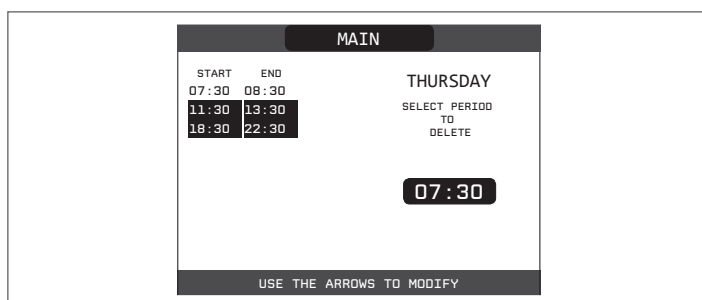 MAIN
START END
07:30 08:30
11:30 13:30
18:30 22:30
THURSDAY
SELECT PERIOD
TO
DELETE
07:30
USE THE ARROWS TO MODIFY